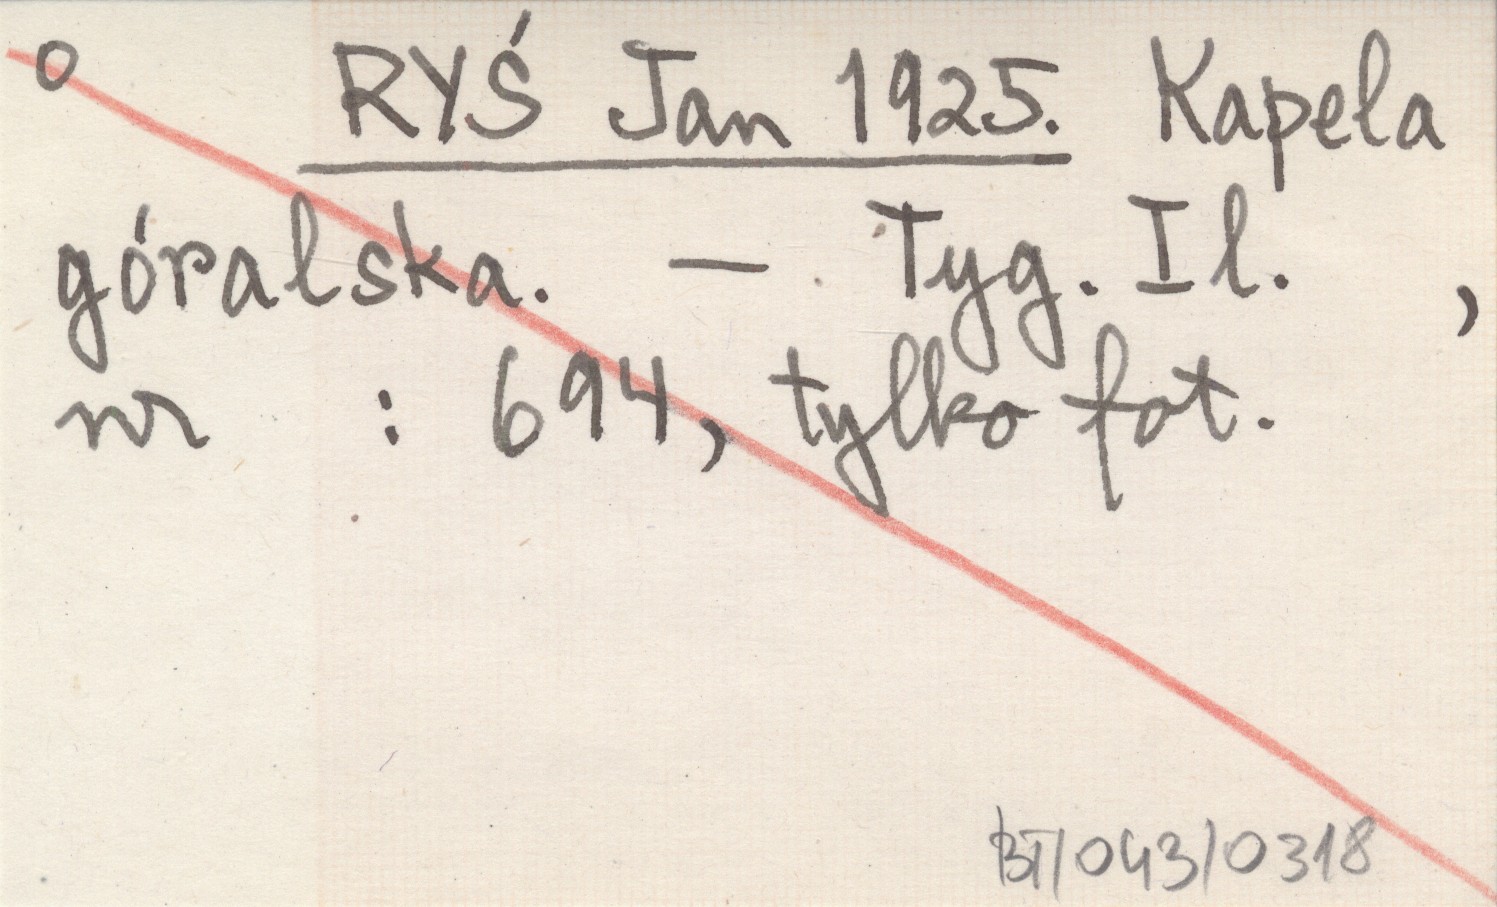 o RYŚ Jan 1925. Kapela
góralska. — Tyg. Il. ,
nr : 694, tylko fot.
BT/043/0318